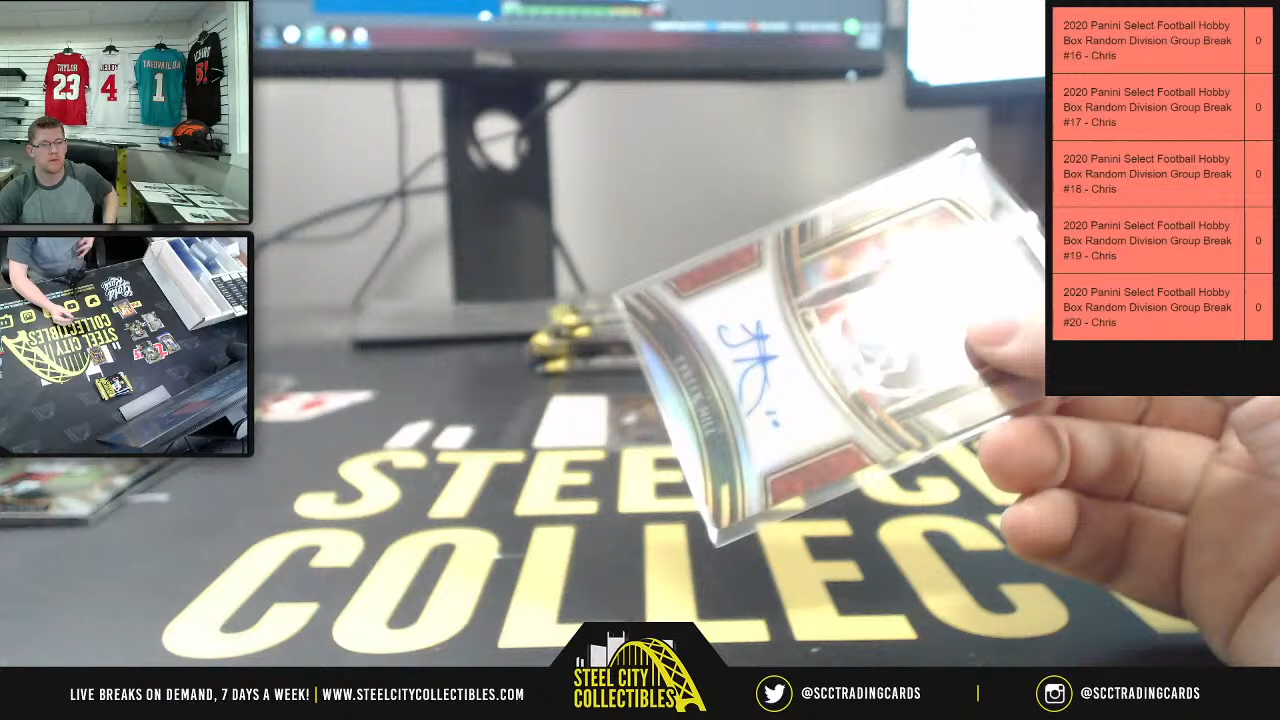 TAYLOR
23
JEUDY
4
TAGOVAILOA
1
2020 Panini Select Football Hobby
Box Random Division Group Break
#16 - Chris
0
2020 Panini Select Football Hobby
Box Random Division Group Break
#17 - Chris
0
2020 Panini Select Football Hobby
Box Random Division Group Break
#18 - Chris
0
2020 Panini Select Football Hobby
Box Random Division Group Break
#19 - Chris
0
2020 Panini Select Football Hobby
Box Random Division Group Break
#20 - Chris
0
TYREEK HILL
STEEL CITY
COLLECTIBLES
STEEL C
COLLEC
LIVE BREAKS ON DEMAND, 7 DAYS A WEEK! | WWW.STEELCITYCOLLECTIBLES.COM
STEEL CITY
COLLECTIBLES
@SCCTRADINGCARDS
|
@SCCTRADINGCARDS